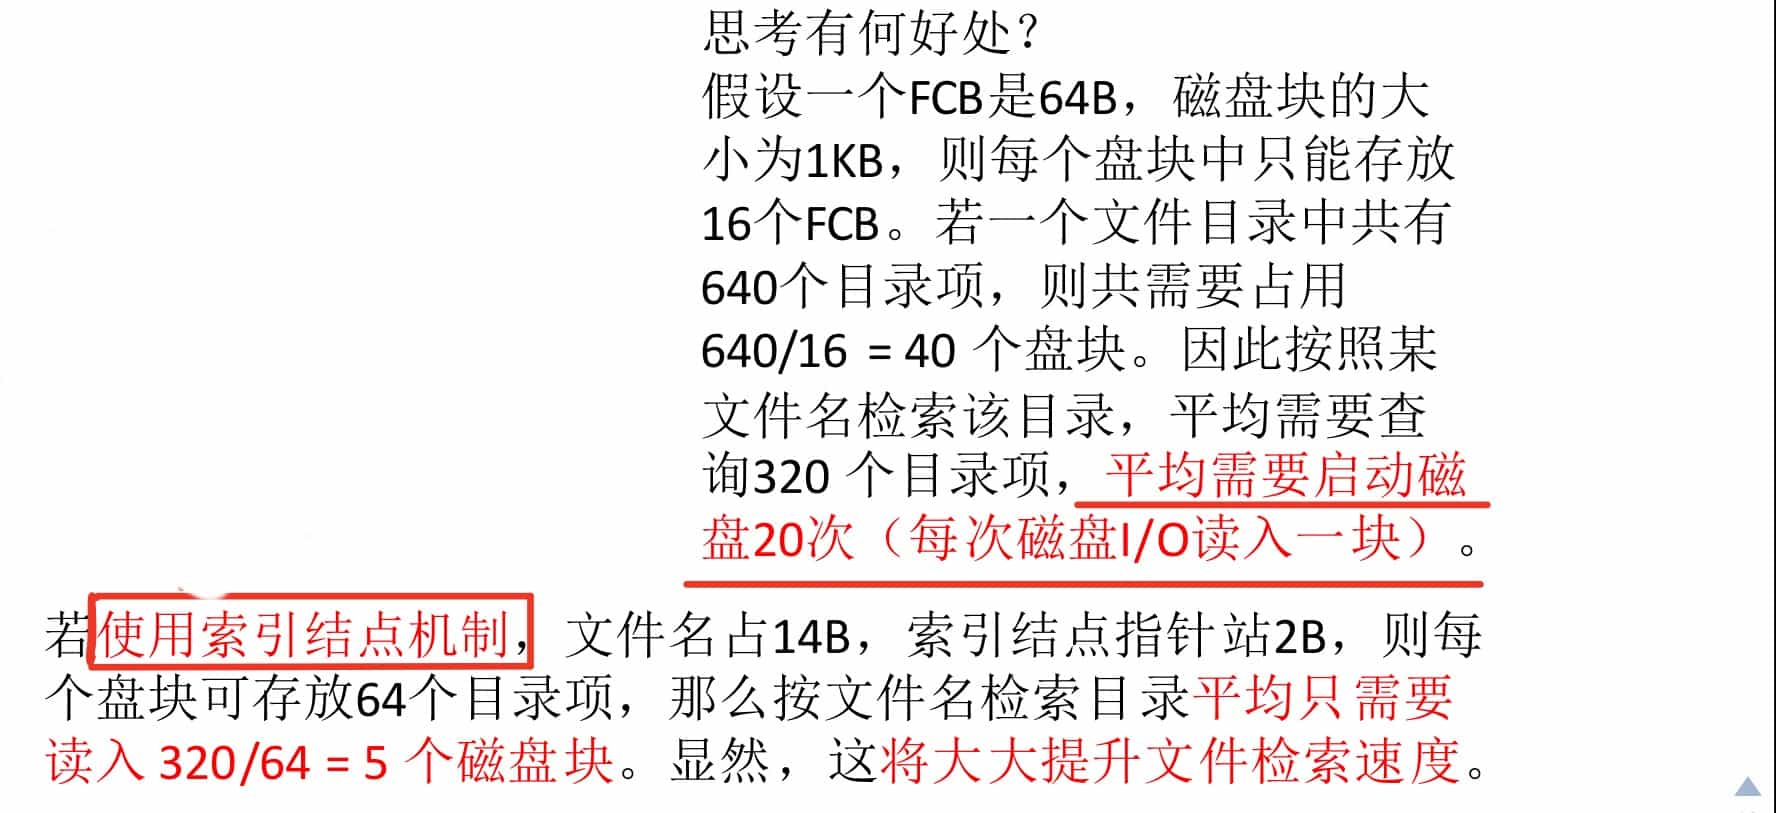 思考有何好处？
假设一个FCB是64B，磁盘块的大
小为1KB，则每个盘块中只能存放
16个FCB。若一个文件目录中共有
640个目录项，则共需要占用
640/16 = 40 个盘块。因此按照某
文件名检索该目录，平均需要查
询320 个目录项，平均需要启动磁
盘20次（每次磁盘I/O读入一块）。
若使用索引结点机制，文件名占14B，索引结点指针站2B，则每
个盘块可存放64个目录项，那么按文件名检索目录平均只需要
读入 320/64 = 5 个磁盘块。显然，这将大大提升文件检索速度。